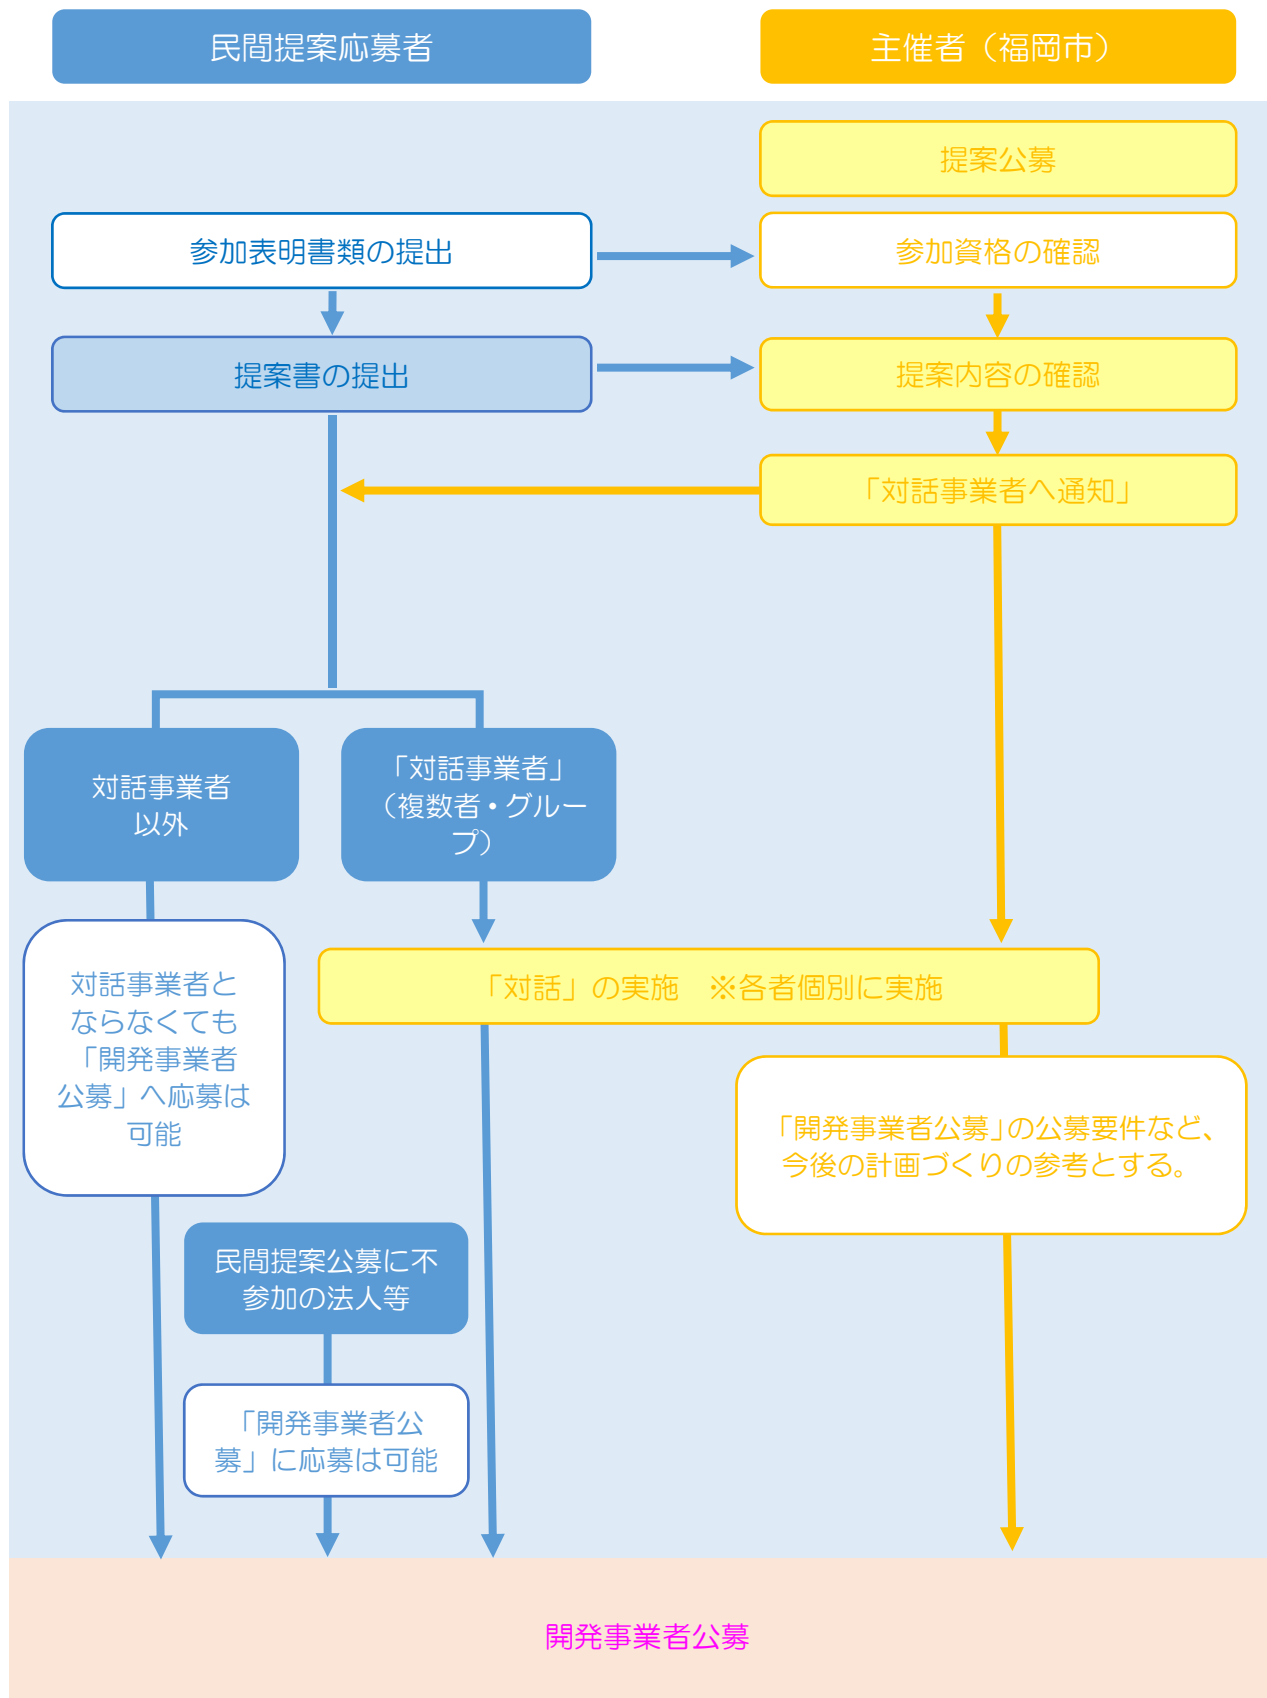 民間提案応募者
主催者（福岡市）
提案公募
参加表明書類の提出
参加資格の確認
提案書の提出
提案内容の確認
「対話事業者へ通知」
対話事業者
以外
「対話事業者」
（複数者・グルー
プ）
対話事業者と
ならなくても
「開発事業者
公募」へ応募は
可能
「対話」の実施　※各者個別に実施
「開発事業者公募」の公募要件など、
今後の計画づくりの参考とする。
民間提案公募に不
参加の法人等
「開発事業者公
募」に応募は可能
開発事業者公募